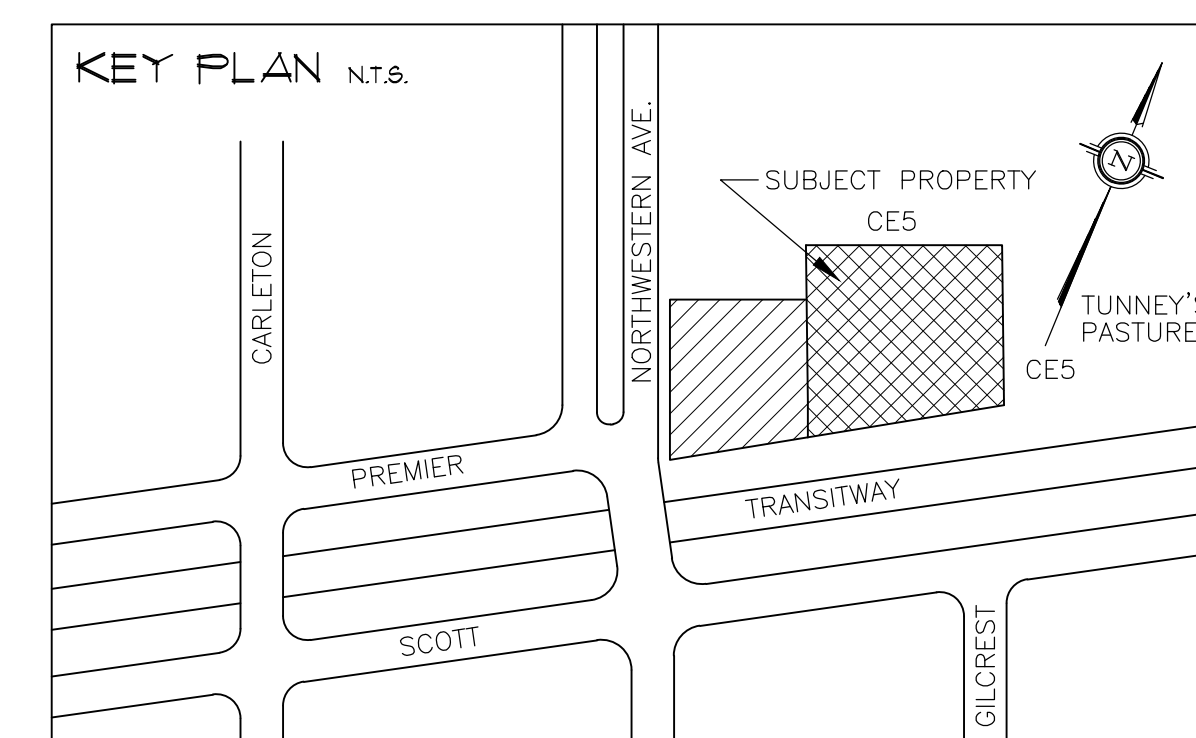 KEY PLAN N.T.S.
NORTHWESTERN AVE.
SUBJECT PROPERTY
CE5
N
CARLETON
TUNNEY'S
PASTURE
CE5
PREMIER
TRANSITWAY
SCOTT
GILCREST